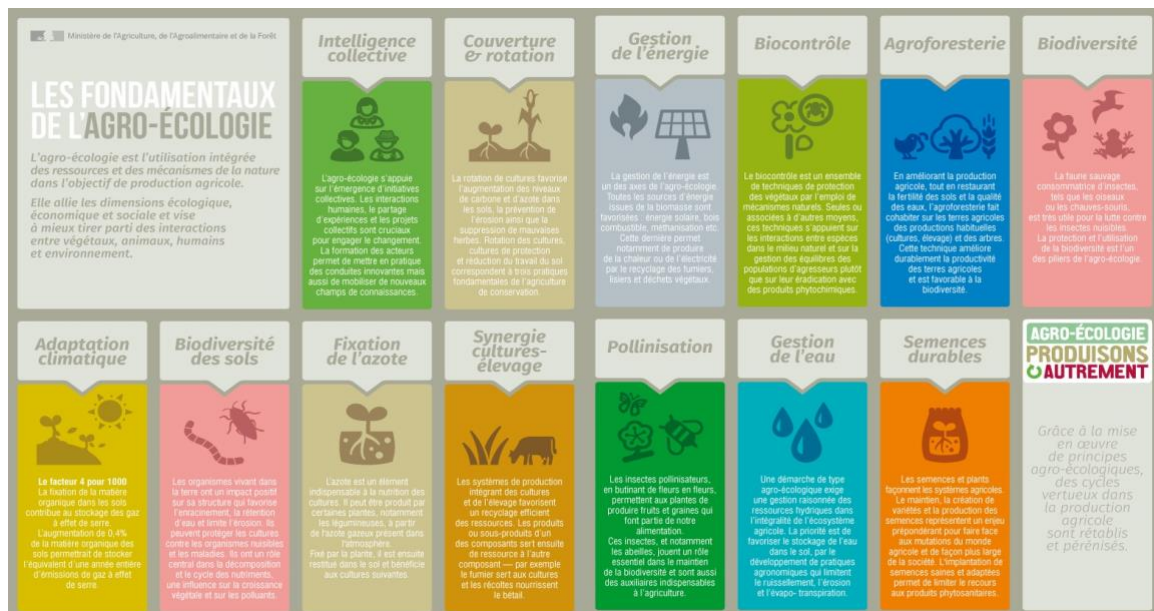 Ministère de l'Agriculture, de l'Agroalimentaire et de la Forêt
LES FONDAMENTAUX
DE L'AGRO-ÉCOLOGIE
L'agro-écologie est l'utilisation intégrée
des ressources et des mécanismes de la nature
dans l'objectif de production agricole.
Elle allie les dimensions écologique,
économique et sociale et vise
à mieux tirer parti des interactions
entre végétaux, animaux, humains
et environnement.
Intelligence
collective
L'agro-écologie s'appuie
sur l'émergence d'initiatives
collectives. Les interactions
humaines, le partage
d'expériences et les projets
collectifs sont cruciaux
pour engager le changement.
La formation des acteurs
permet de mettre en pratique
des conduites innovantes mais
aussi de mobiliser de nouveaux
champs de connaissances.
Couverture
& rotation
La rotation de cultures favorise
l'augmentation des niveaux
de carbone et d'azote dans
les sols, la prévention de
l'érosion ainsi que la
suppression de mauvaises
herbes. Rotation des cultures,
cultures de protection
et réduction du travail du sol
correspondent à trois pratiques
fondamentales de l'agriculture
de conservation.
Gestion
de l'énergie
La gestion de l'énergie est
un des axes de l'agro-écologie.
Toutes les sources d'énergie
issues de la biomasse sont
favorisées : énergie solaire, bois
combustible, méthanisation etc.
Cette dernière permet
notamment de produire
de la chaleur ou de l'électricité
par le recyclage des fumiers,
lisiers et déchets végétaux.
Biocontrôle
Le biocontrôle est un ensemble
de techniques de protection
des végétaux par l'emploi de
mécanismes naturels. Seules ou
associées à d'autres moyens,
ces techniques s'appuient sur
les interactions entre espèces
dans le milieu naturel et sur la
gestion des équilibres des
populations d'agresseurs plutôt
que sur leur éradication avec
des produits phytochimiques.
Agroforesterie
En améliorant la production
agricole, tout en restaurant
la fertilité des sols et la qualité
des eaux, l'agroforesterie fait
cohabiter sur les terres agricoles
des productions habituelles
(cultures, élevage) et des arbres.
Cette technique améliore
durablement la productivité
des terres agricoles
et est favorable à la
biodiversité.
Biodiversité
La faune sauvage
consommatrice d'insectes,
tels que les oiseaux
ou les chauves-souris,
est très utile pour la lutte contre
les insectes nuisibles.
La protection et l'utilisation
de la biodiversité est l'un
des piliers de l'agro-écologie.
Adaptation
climatique
Le facteur 4 pour 1000
La fixation de la matière
organique dans les sols
contribue au stockage des gaz
à effet de serre.
L'augmentation de 0,4%
de la matière organique des
sols permettrait de stocker
l'équivalent d'une année entière
d'émissions de gaz à effet
de serre.
Biodiversité
des sols
Les organismes vivant dans
la terre ont un impact positif
sur sa structure qui favorise
l'enracinement, la rétention
d'eau et limite l'érosion. Ils
peuvent protéger les cultures
contre les organismes nuisibles
et les maladies. Ils ont un rôle
central dans la décomposition
et le cycle des nutriments,
une influence sur la croissance
végétale et sur les polluants.
Fixation
de l'azote
L'azote est un élément
indispensable à la nutrition des
cultures. Il peut être produit par
certaines plantes, notamment
les légumineuses, à partir
de l'azote gazeux présent dans
l'atmosphère.
Fixé par la plante, il est ensuite
restitué dans le sol et bénéficie
aux cultures suivantes.
Synergie
cultures-
élevage
Les systèmes de production
intégrant des cultures
et de l'élevage favorisent
un recyclage efficient
des ressources. Les produits
ou sous-produits d'un
des composants sert ensuite
de ressource à l'autre
composant — par exemple
le fumier sert aux cultures
et les récoltes nourrissent
le bétail.
Pollinisation
Les insectes pollinisateurs,
en butinant de fleurs en fleurs,
permettent aux plantes de
produire fruits et graines qui
font partie de notre
alimentation.
Ces insectes, et notamment
les abeilles, jouent un rôle
essentiel dans le maintien
de la biodiversité et sont aussi
des auxiliaires indispensables
à l'agriculture.
Gestion
de l'eau
Une démarche de type
agro-écologique exige
une gestion raisonnée des
ressources hydriques dans
l'intégralité de l'écosystème
agricole. La priorité est de
favoriser le stockage de l'eau
dans le sol, par le
développement de pratiques
agronomiques qui limitent
le ruissellement, l'érosion
et l'évapo- transpiration.
Semences
durables
Les semences et plants
façonnent les systèmes agricoles.
Le maintien, la création de
variétés et la production des
semences représentent un enjeu
prépondérant pour faire face
aux mutations du monde
agricole et de façon plus large
de la société. L'implantation de
semences saines et adaptées
permet de limiter le recours
aux produits phytosanitaires.
AGRO-ÉCOLOGIE
PRODUISONS
AUTREMENT
Grâce à la mise
en œuvre
de principes
agro-écologiques,
des cycles
vertueux dans
la production
agricole
sont rétablis
et pérénisés.